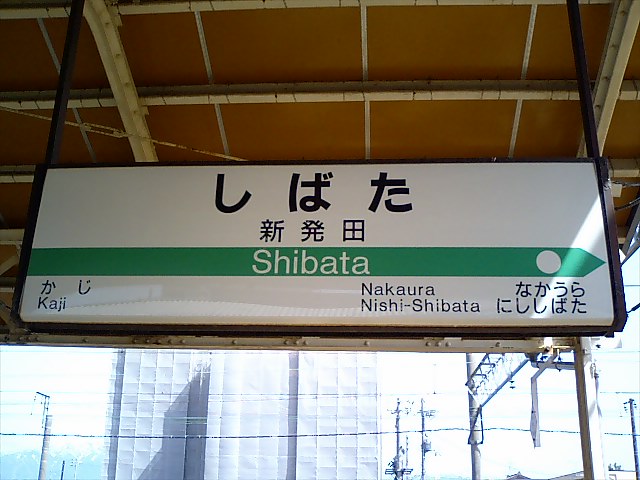 しばた
新発田
Shibata
かじ
Kaji
Nakaura なかうら
Nishi-Shibata にししばた